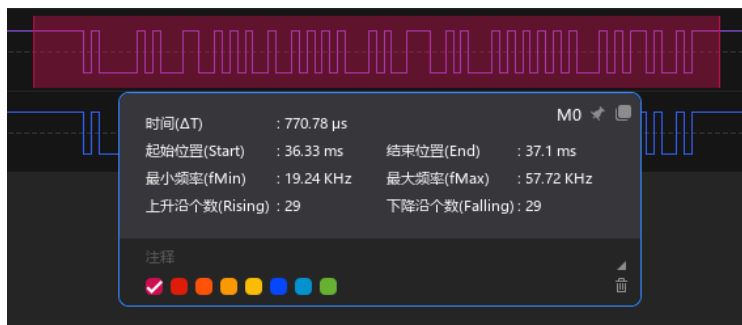 M0
时间(ΔT) : 770.78 μs
起始位置(Start) : 36.33 ms 结束位置(End) : 37.1 ms
最小频率(fMin) : 19.24 KHz 最大频率(fMax) : 57.72 KHz
上升沿个数(Rising) : 29 下降沿个数(Falling) : 29
注释